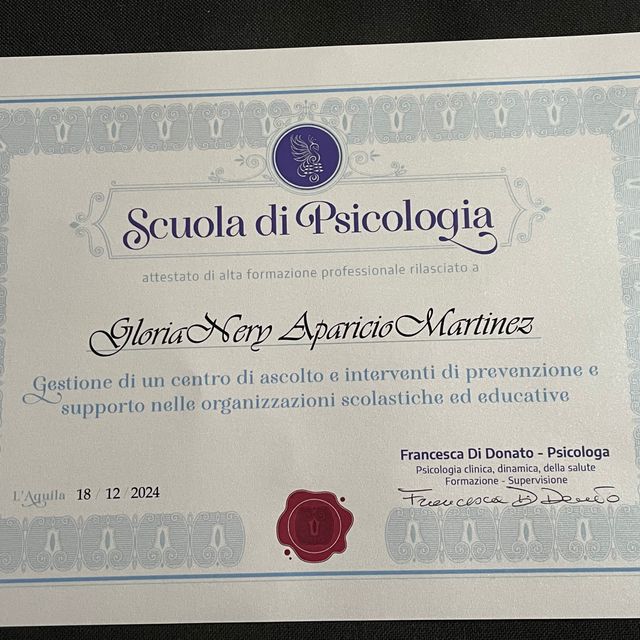 Scuola di Psicologia
attestato di alta formazione professionale rilasciato a
Gloria Nery Aparicio Martinez
Gestione di un centro di ascolto e interventi di prevenzione e
supporto nelle organizzazioni scolastiche ed educative
Francesca Di Donato - Psicologa
Psicologia clinica, dinamica, della salute
Formazione - Supervisione
Francesca Di Donato
L'Aquila 18 / 12 / 2024